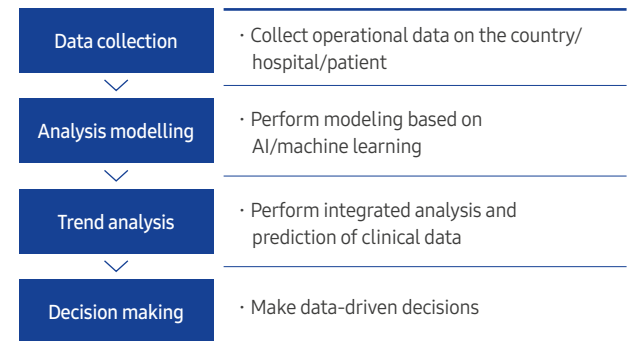 Data collection
· Collect operational data on the country/
hospital/patient
Analysis modelling
· Perform modeling based on
AI/machine learning
Trend analysis
· Perform integrated analysis and
prediction of clinical data
Decision making
· Make data-driven decisions